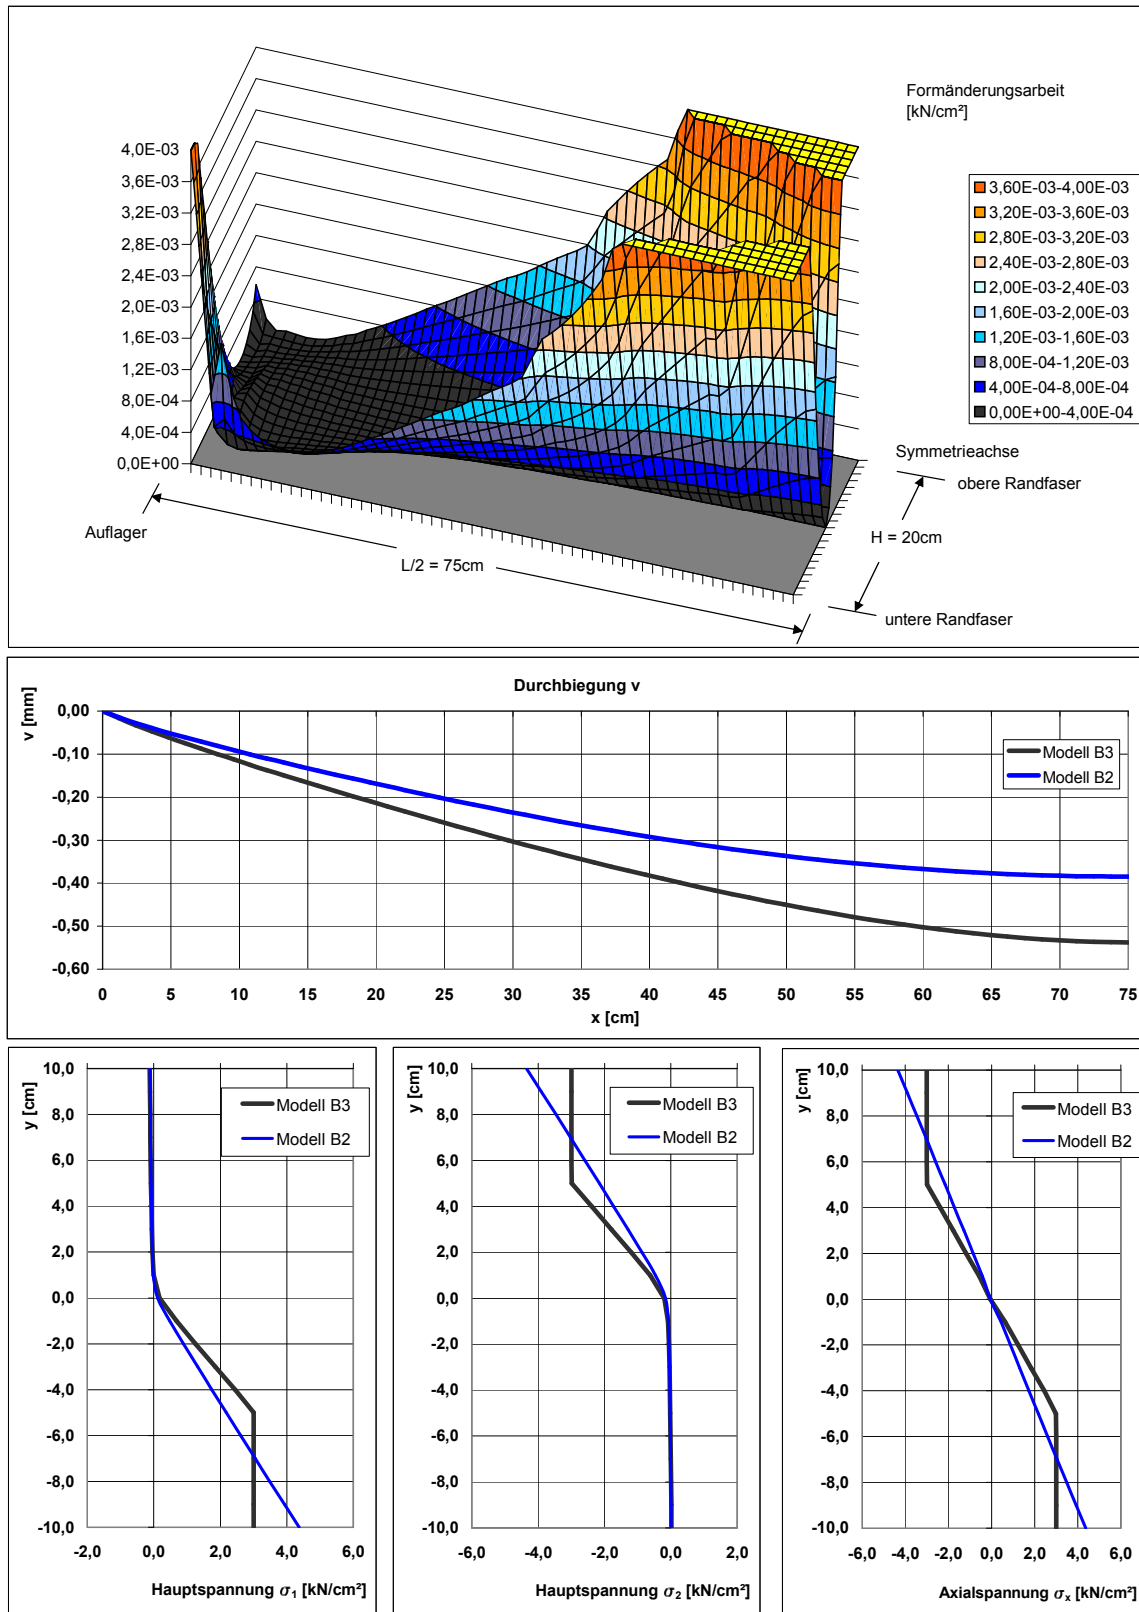 Formänderungsarbeit
[kN/cm²]
4,0E-03
3,6E-03
3,2E-03
2,8E-03
2,4E-03
2,0E-03
1,6E-03
1,2E-03
8,0E-04
4,0E-04
0,0E+00
3,60E-03-4,00E-03
3,20E-03-3,60E-03
2,80E-03-3,20E-03
2,40E-03-2,80E-03
2,00E-03-2,40E-03
1,60E-03-2,00E-03
1,20E-03-1,60E-03
8,00E-04-1,20E-03
4,00E-04-8,00E-04
0,00E+00-4,00E-04
Symmetrieachse
obere Randfaser
H = 20cm
untere Randfaser
Auflager
L/2 = 75cm
Durchbiegung v
v [mm]
0,00
-0,10
-0,20
-0,30
-0,40
-0,50
-0,60
Modell B3
Modell B2
0 5 10 15 20 25 30 35 40 45 50 55 60 65 70 75
x [cm]
y [cm]
10,0
8,0
6,0
4,0
2,0
0,0
-2,0
-4,0
-6,0
-8,0
-10,0
Modell B3
Modell B2
-2,0 0,0 2,0 4,0 6,0
Hauptspannung σ1 [kN/cm²]
y [cm]
10,0
8,0
6,0
4,0
2,0
0,0
-2,0
-4,0
-6,0
-8,0
-10,0
Modell B3
Modell B2
-6,0 -4,0 -2,0 0,0 2,0
Hauptspannung σ2 [kN/cm²]
y [cm]
10,0
8,0
6,0
4,0
2,0
0,0
-2,0
-4,0
-6,0
-8,0
-10,0
Modell B3
Modell B2
-6,0 -4,0 -2,0 0,0 2,0 4,0 6,0
Axialspannung σx [kN/cm²]